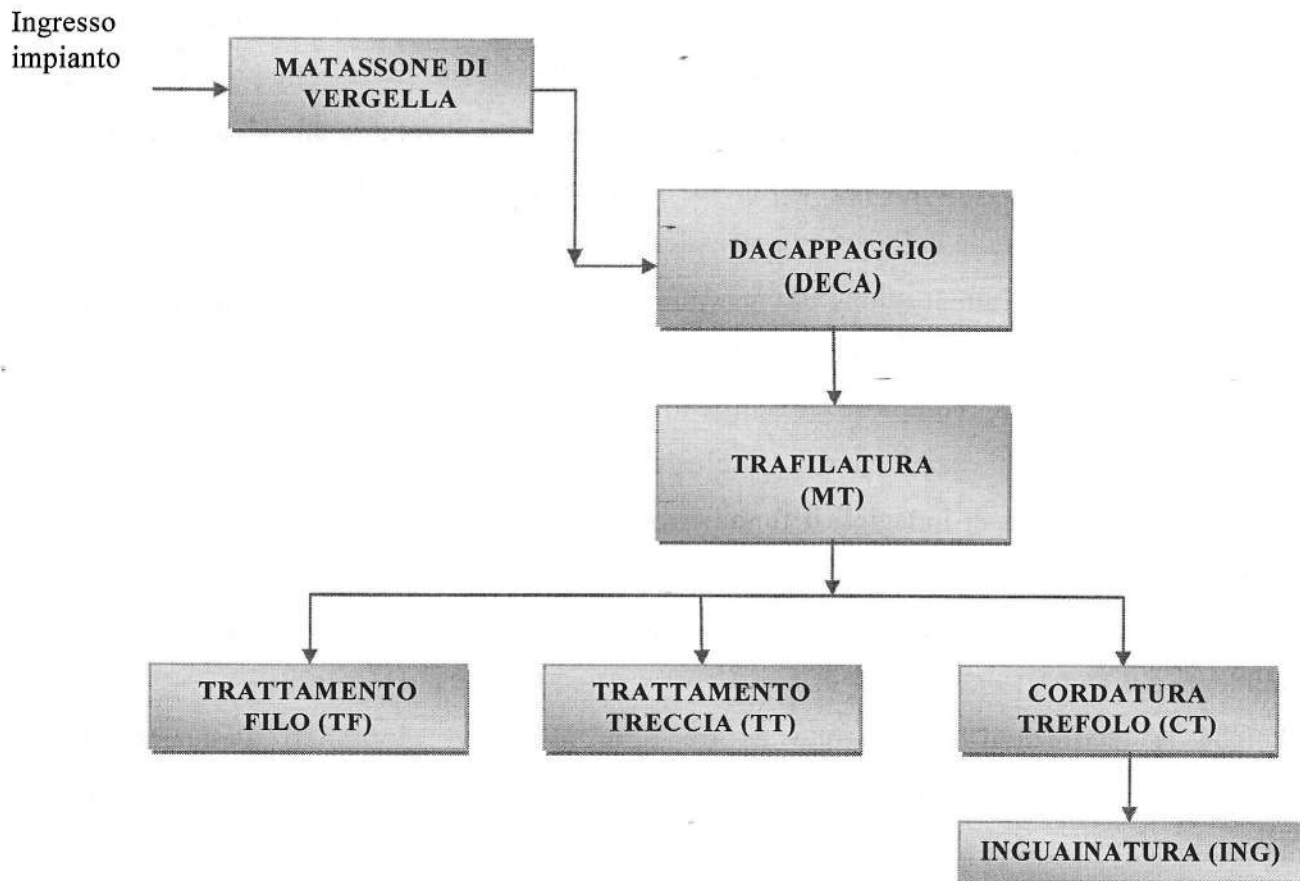 Ingresso
impianto
MATASSONE DI
VERGELLA
DACAPPAGGIO
(DECA)
TRAFILATURA
(MT)
TRATTAMENTO
FILO (TF)
TRATTAMENTO
TRECCIA (TT)
CORDATURA
TREFOLO (CT)
INGUAINATURA (ING)